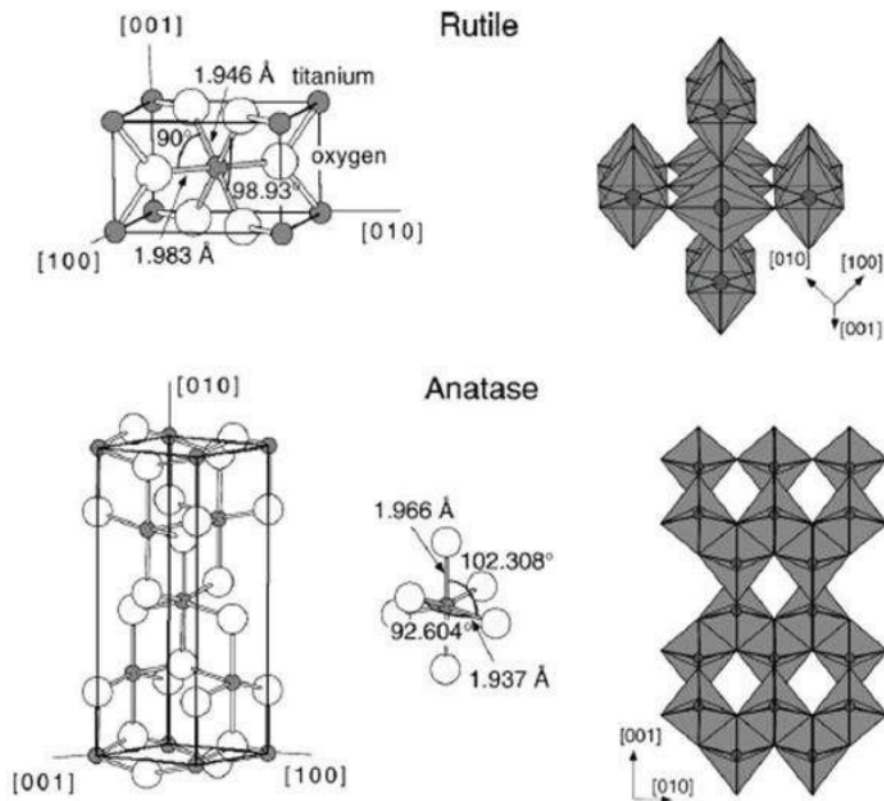 Rutile
[001]
1.946 Å titanium
90°
oxygen
98.93°
[010]
[100]
1.983 Å
[010] [100]
[001]
Anatase
[010]
1.966 Å
102.308°
92.604°
1.937 Å
[001]
[100]
[001]
[010]